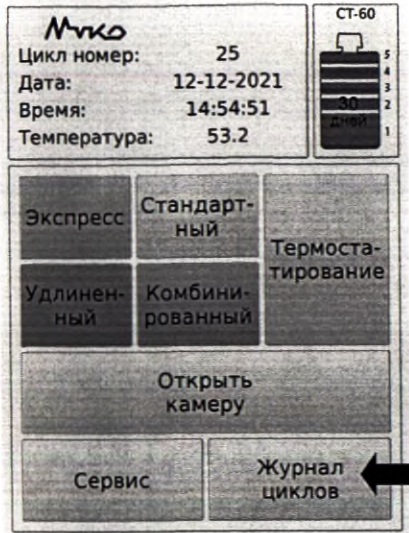 Цикл номер: 25
Дата: 12-12-2021
Время: 14:54:51
Температура: 53.2
СТ-60
5
4
3
2
1
30
дней
Экспресс
Стандарт-
ный
Термоста-
тирование
Удлинен-
ный
Комбини-
рованный
Открыть
камеру
Сервис
Журнал
циклов